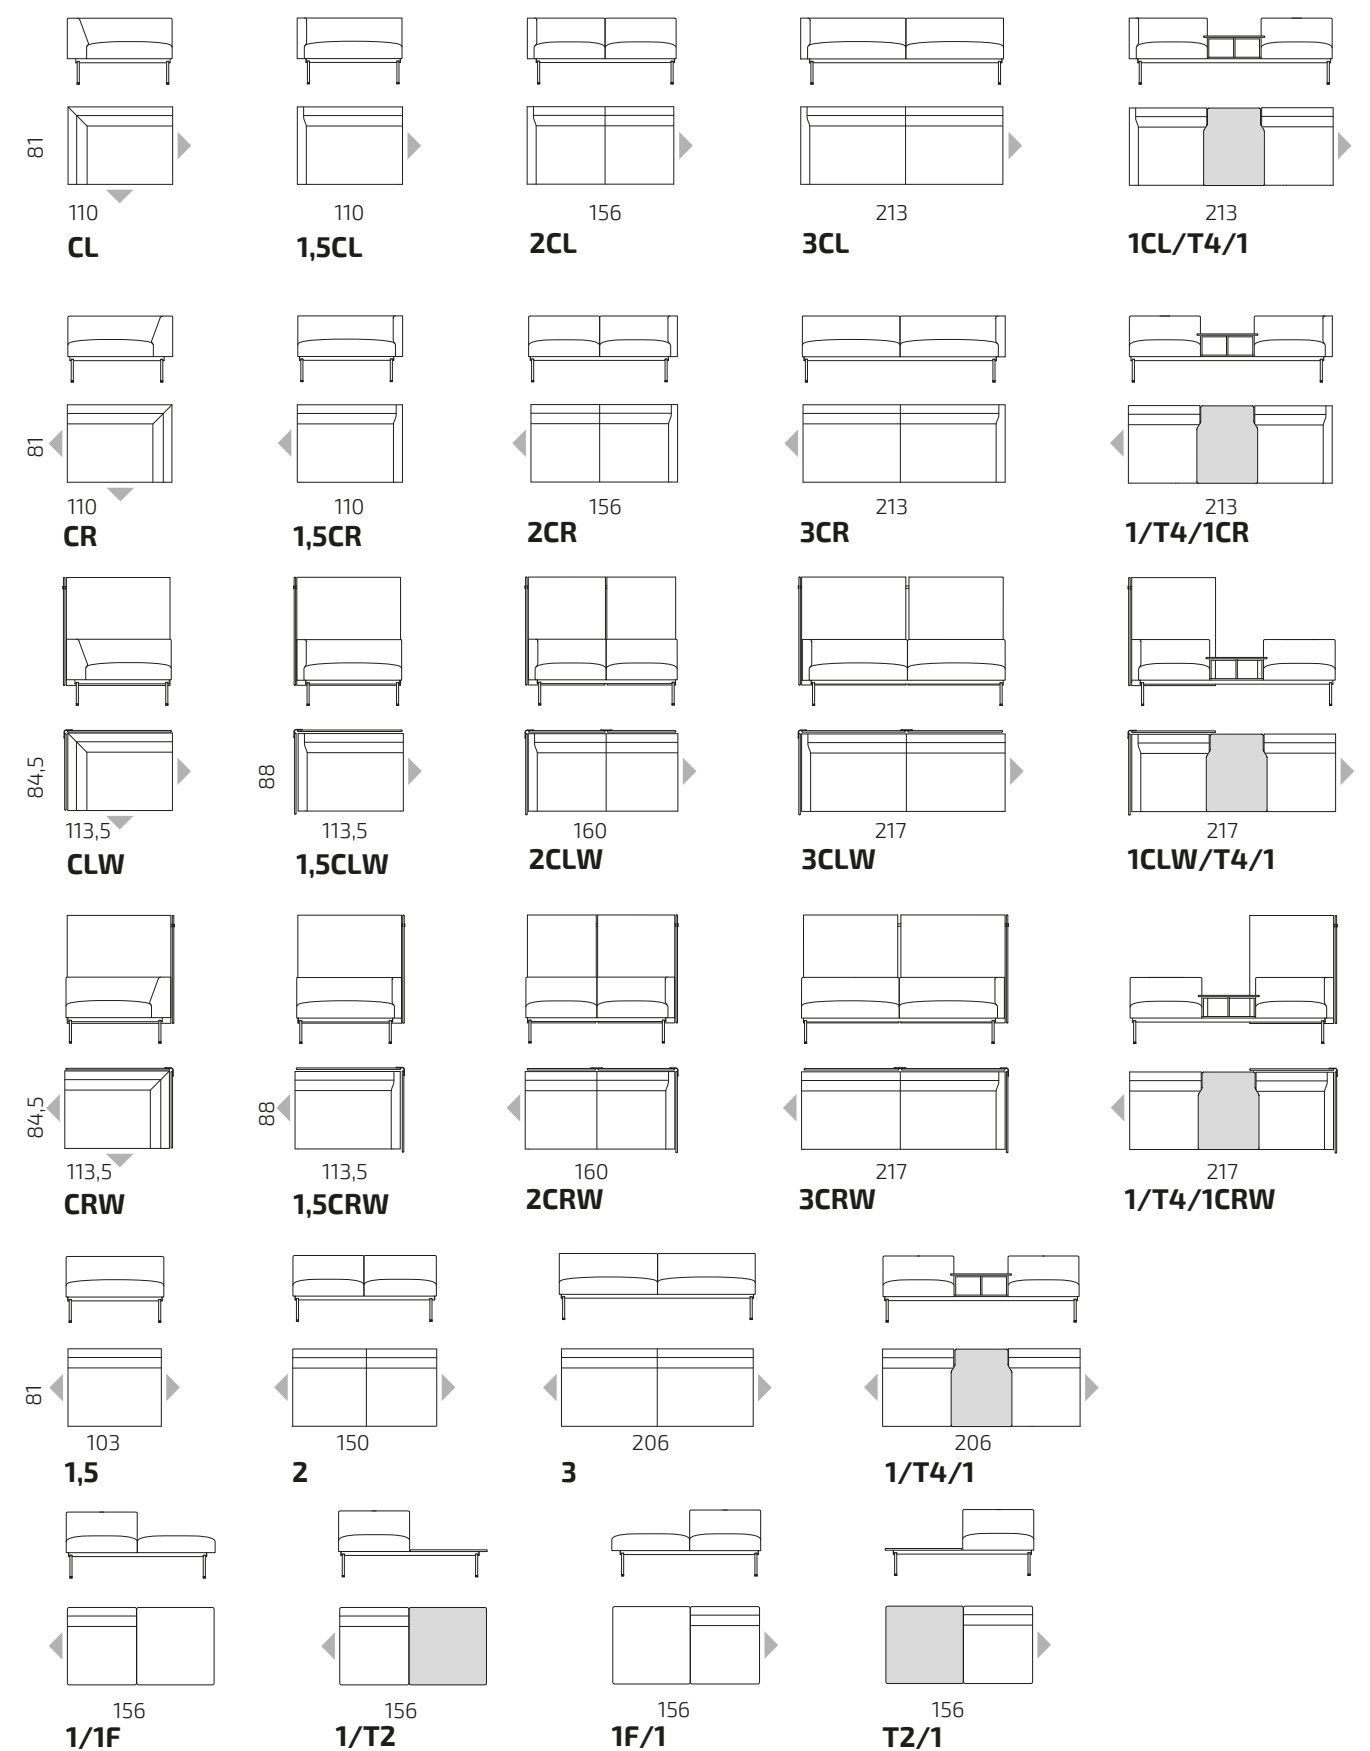 81
110 110 156 213 213
CL 1,5CL 2CL 3CL 1CL/T4/1
81
110 110 156 213 213
CR 1,5CR 2CR 3CR 1/T4/1CR
84,5 88
113,5 113,5 160 217 217
CLW 1,5CLW 2CLW 3CLW 1CLW/T4/1
84,5 88
113,5 113,5 160 217 217
CRW 1,5CRW 2CRW 3CRW 1/T4/1CRW
81
103 150 206 206
1,5 2 3 1/T4/1
156 156 156 156
1/1F 1/T2 1F/1 T2/1